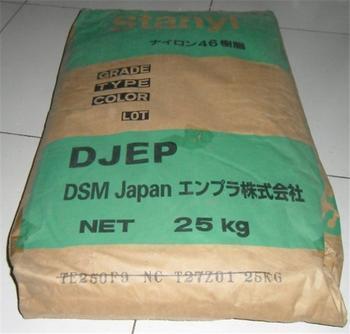 Stanyl
ナイロン46樹脂
GRADE
TYPE
COLOR
LOT
DJEP
DSM Japan エンプラ株式会社
NET 25 kg
TE250F9 NC T27Z01 25KG